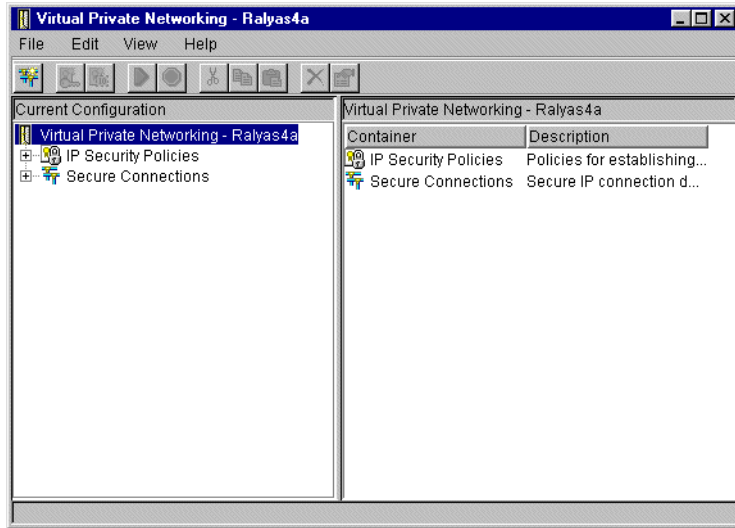 Virtual Private Networking - Ralyas4a
File Edit View Help
Current Configuration
Virtual Private Networking - Ralyas4a
IP Security Policies
Secure Connections
Virtual Private Networking - Ralyas4a
Container Description
IP Security Policies Policies for establishing...
Secure Connections Secure IP connection d...